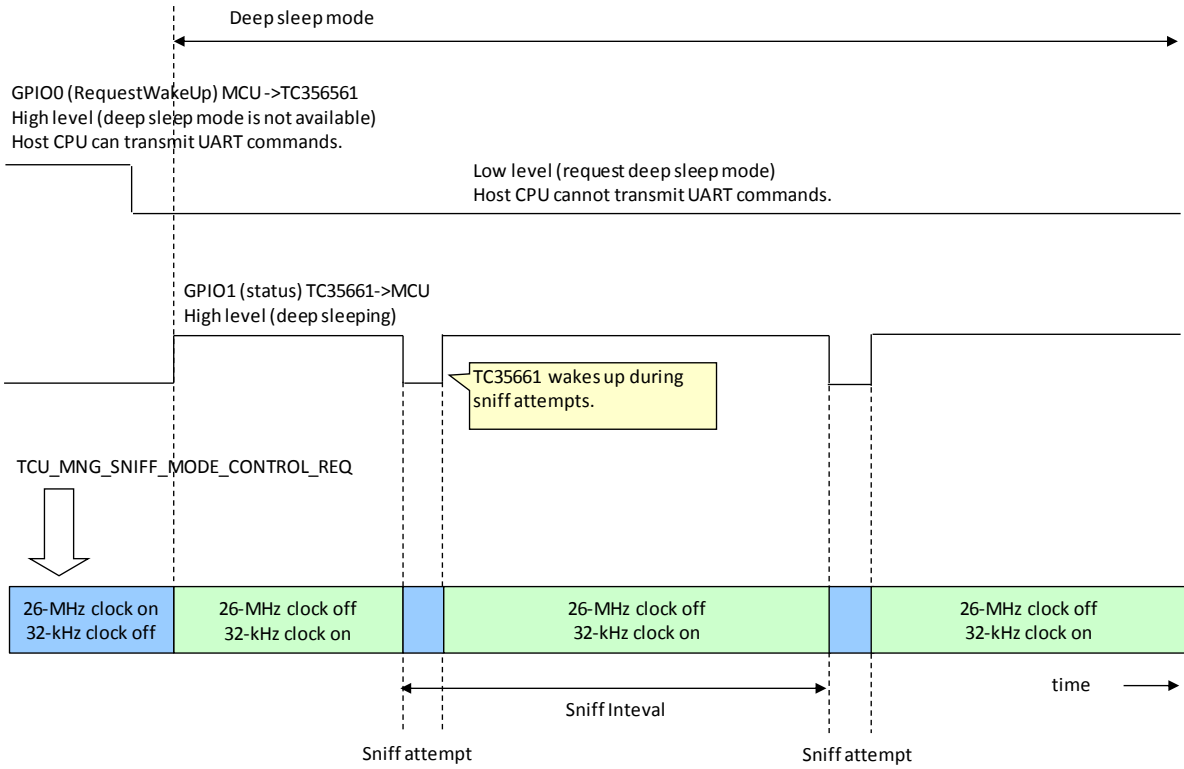 Deep sleep mode
GPIO0 (RequestWakeUp) MCU ->TC356561
High level (deep sleep mode is not available)
Host CPU can transmit UART commands.
Low level (request deep sleep mode)
Host CPU cannot transmit UART commands.
GPIO1 (status) TC35661->MCU
High level (deep sleeping)
TC35661 wakes up during
sniff attempts.
TCU_MNG_SNIFF_MODE_CONTROL_REQ
26-MHz clock on
32-kHz clock off
26-MHz clock off
32-kHz clock on
26-MHz clock off
32-kHz clock on
26-MHz clock off
32-kHz clock on
time
Sniff Inteval
Sniff attempt
Sniff attempt